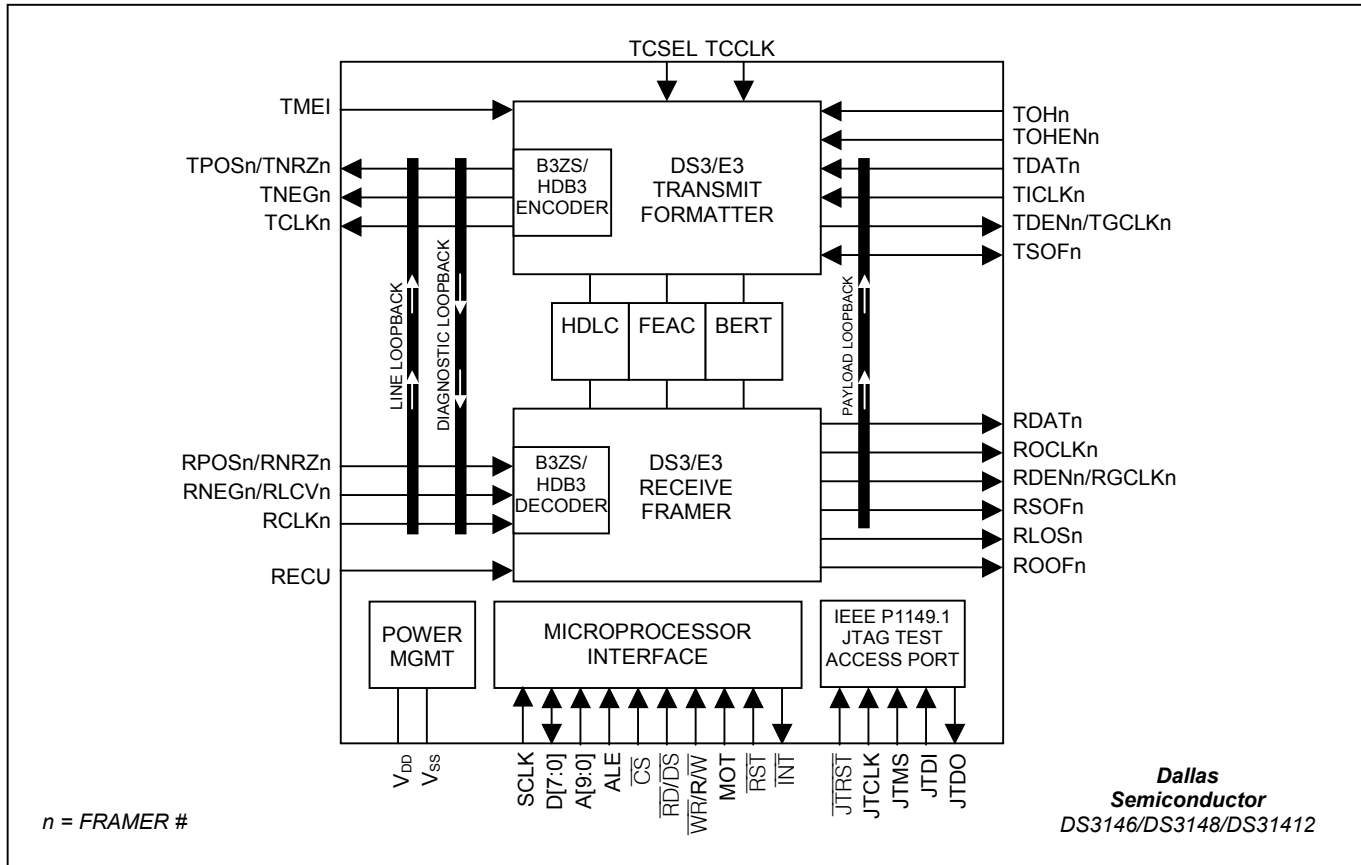 TCSEL TCCLK
TMEI
TPOSn/TNRZn
TNEGn
TCLKn
B3ZS/
HDB3
ENCODER
DS3/E3
TRANSMIT
FORMATTER
TOHn
TOHENn
TDATn
TICLKn
TDENn/TGCLKn
TSOFn
LINE LOOPBACK
DIAGNOSTIC LOOPBACK
PAYLOAD LOOPBACK
HDLC
FEAC
BERT
RPOSn/RNRZn
RNEGn/RLCVn
RCLKn
RECU
B3ZS/
HDB3
DECODER
DS3/E3
RECEIVE
FRAMER
RDATn
ROCLKn
RDENn/RGCLKn
RSOFn
RLOSn
ROOFn
POWER
MGMT
MICROPROCESSOR
INTERFACE
IEEE P1149.1
JTAG TEST
ACCESS PORT
VDD
VSS
SCLK
D[7:0]
A[9:0]
ALE
CS
RD/DS
WR/R/W
MOT
RST
INT
JTRST
JTCLK
JTMS
JTDI
JTDO
n = FRAMER #
Dallas
Semiconductor
DS3146/DS3148/DS31412